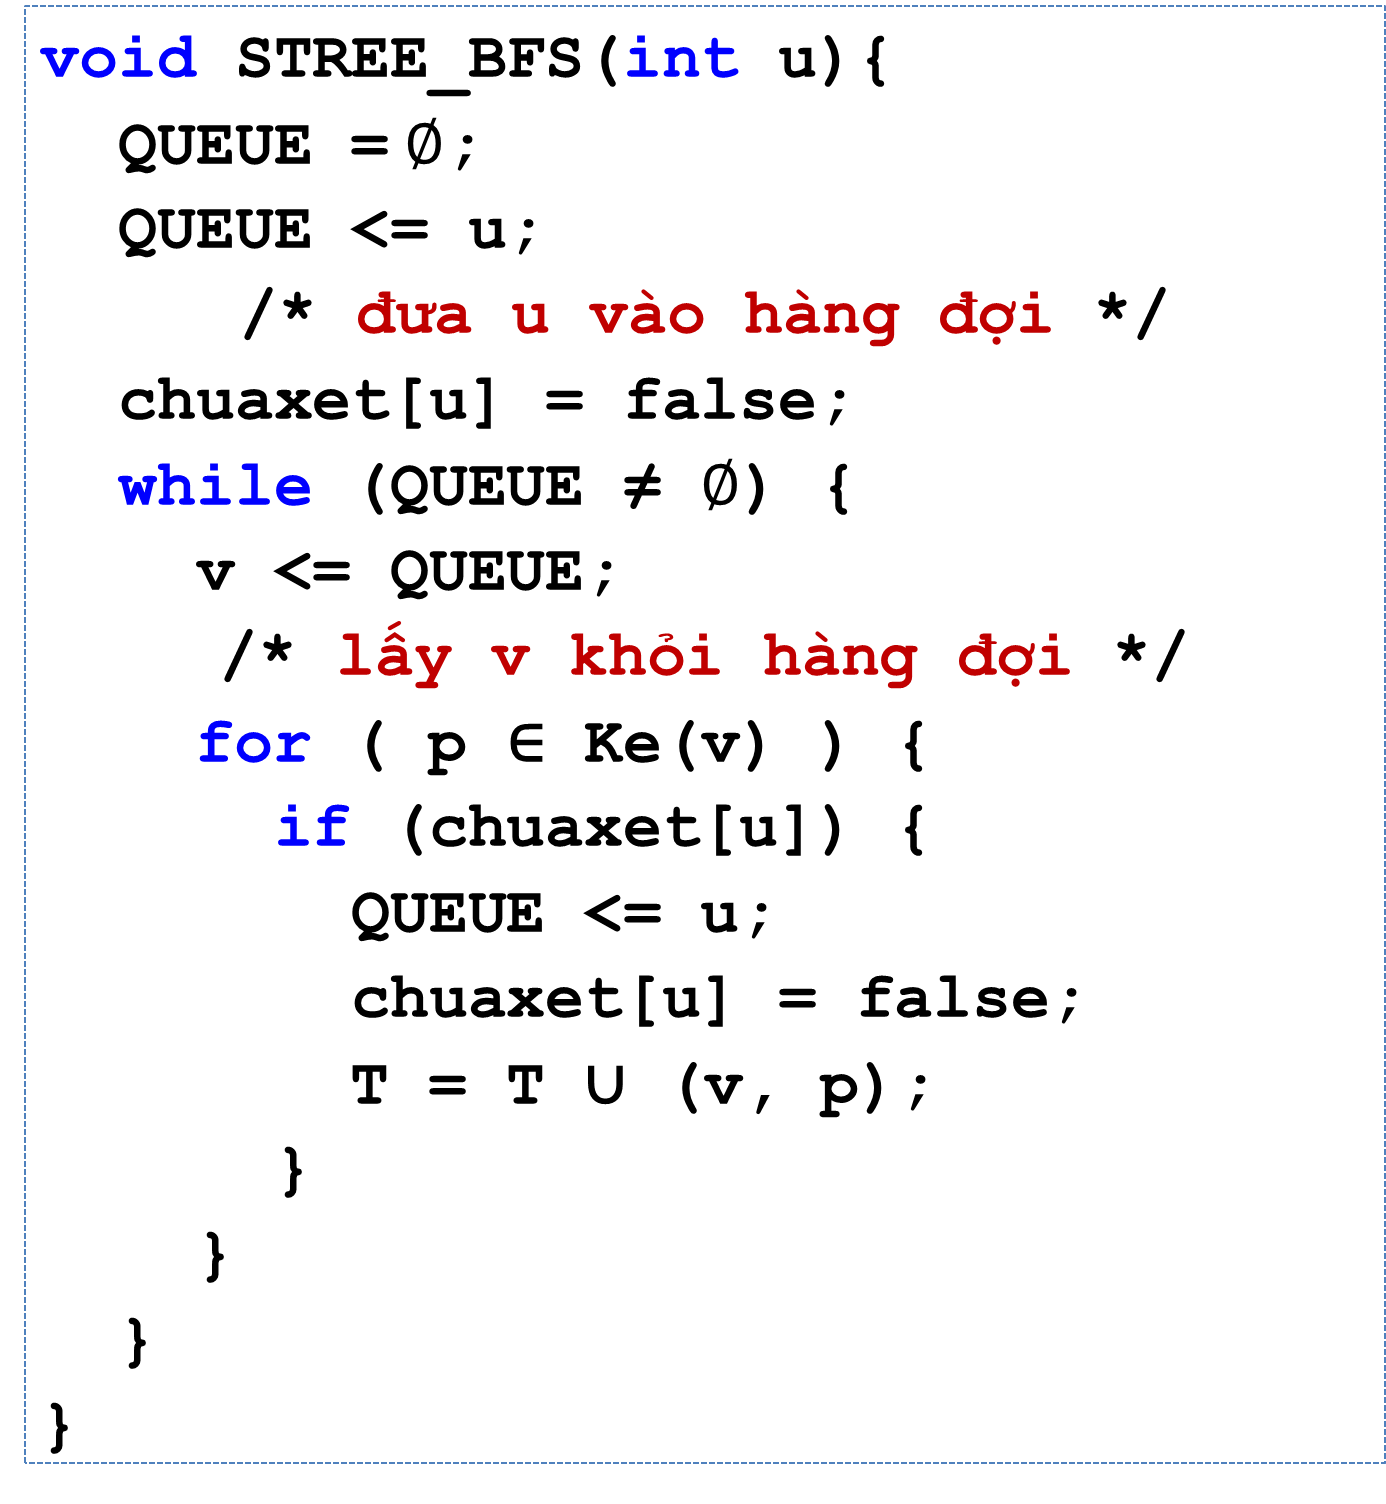 void STREE_BFS(int u){
QUEUE = ∅;
QUEUE <= u;
/* đưa u vào hàng đợi */
chuaxet[u] = false;
while (QUEUE ≠ ∅) {
v <= QUEUE;
/* lấy v khỏi hàng đợi */
for ( p ∈ Ke(v) ) {
if (chuaxet[u]) {
QUEUE <= u;
chuaxet[u] = false;
T = T ∪ (v, p);
}
}
}
}